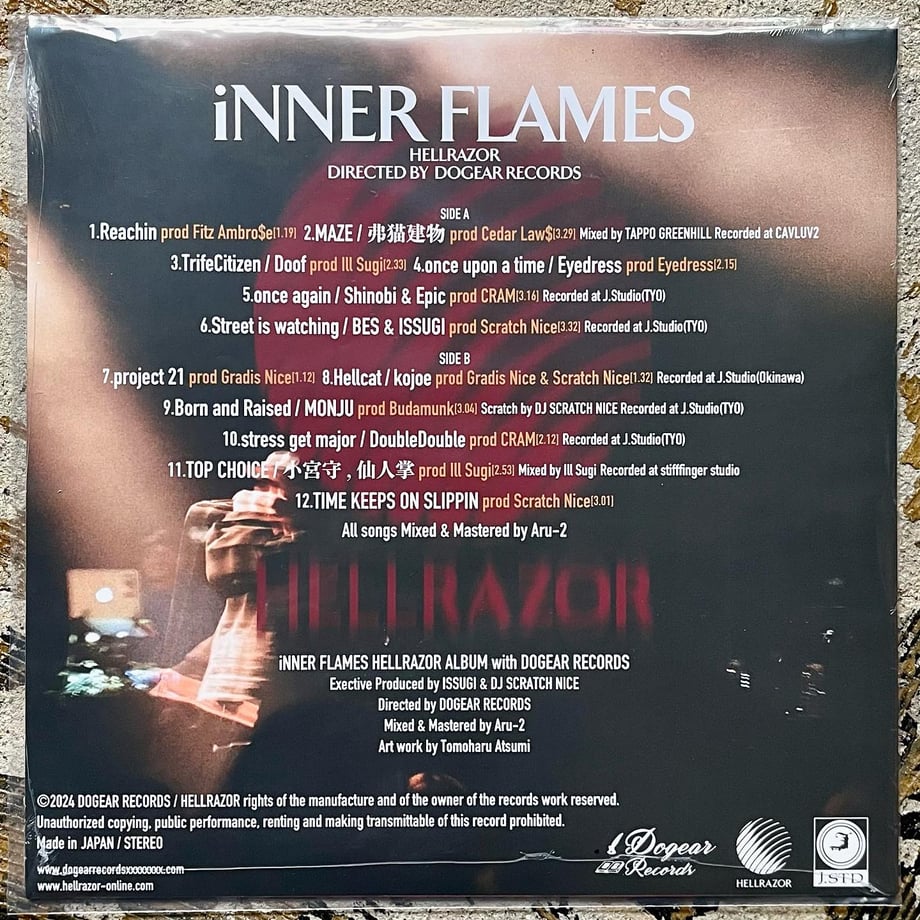 iNNER FLAMES
HELLRAZOR
DIRECTED BY DOGEAR RECORDS
SIDE A
1.Reachin prod Fitz Ambro$e[1.19] 2.MAZE / 弗猫建物 prod Cedar Law$[3.29] Mixed by TAPPO GREENHILL Recorded at CAVLUV2
3.TrifeCitizen / Doof prod Ill Sugi[2.33] 4.once upon a time / Eyedress prod Eyedress[2.15]
5.once again / Shinobi & Epic prod CRAM[3.16] Recorded at J.Studio(TYO)
6.Street is watching / BES & ISSUGI prod Scratch Nice[3.32] Recorded at J.Studio(TYO)
SIDE B
7.project 21 prod Gradis Nice[1.12] 8.Hellcat / kojoe prod Gradis Nice & Scratch Nice[1.32] Recorded at J.Studio(Okinawa)
9.Born and Raised / MONJU prod Budamunk[3.04] Scratch by DJ SCRATCH NICE Recorded at J.Studio(TYO)
10.stress get major / DoubleDouble prod CRAM[2.12] Recorded at J.Studio(TYO)
11.TOP CHOICE / 小宮守 , 仙人掌 prod Ill Sugi[2.53] Mixed by Ill Sugi Recorded at stifffinger studio
12.TIME KEEPS ON SLIPPIN prod Scratch Nice[3.01]
All songs Mixed & Mastered by Aru-2
HELLRAZOR
iNNER FLAMES HELLRAZOR ALBUM with DOGEAR RECORDS
Exective Produced by ISSUGI & DJ SCRATCH NICE
Directed by DOGEAR RECORDS
Mixed & Mastered by Aru-2
Art work by Tomoharu Atsumi
©2024 DOGEAR RECORDS / HELLRAZOR rights of the manufacture and of the owner of the records work reserved.
Unauthorized copying, public performance, renting and making transmittable of this record prohibited.
Made in JAPAN / STEREO
www.dogearrecordsxxxxxxxx.com
www.hellrazor-online.com
Dogear
Records
HELLRAZOR
J.STD